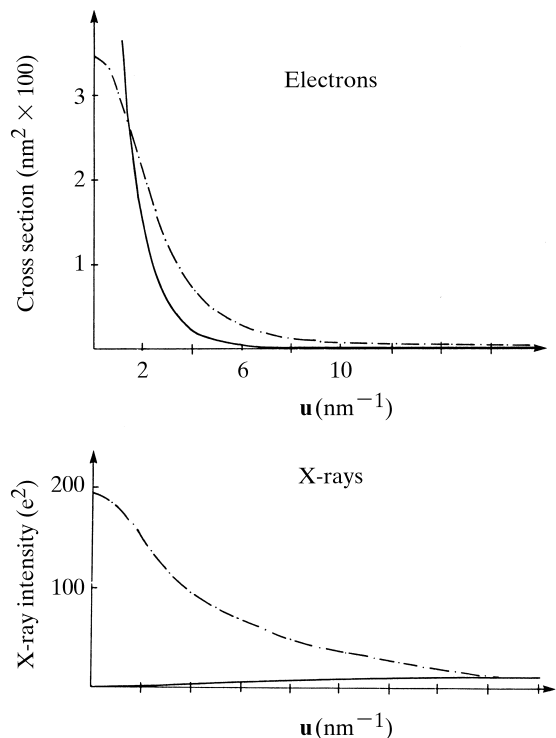 Electrons
Cross section (nm² × 100)
3
2
1
2 6 10
u (nm⁻¹)
X-rays
X-ray intensity (e²)
200
100
u (nm⁻¹)